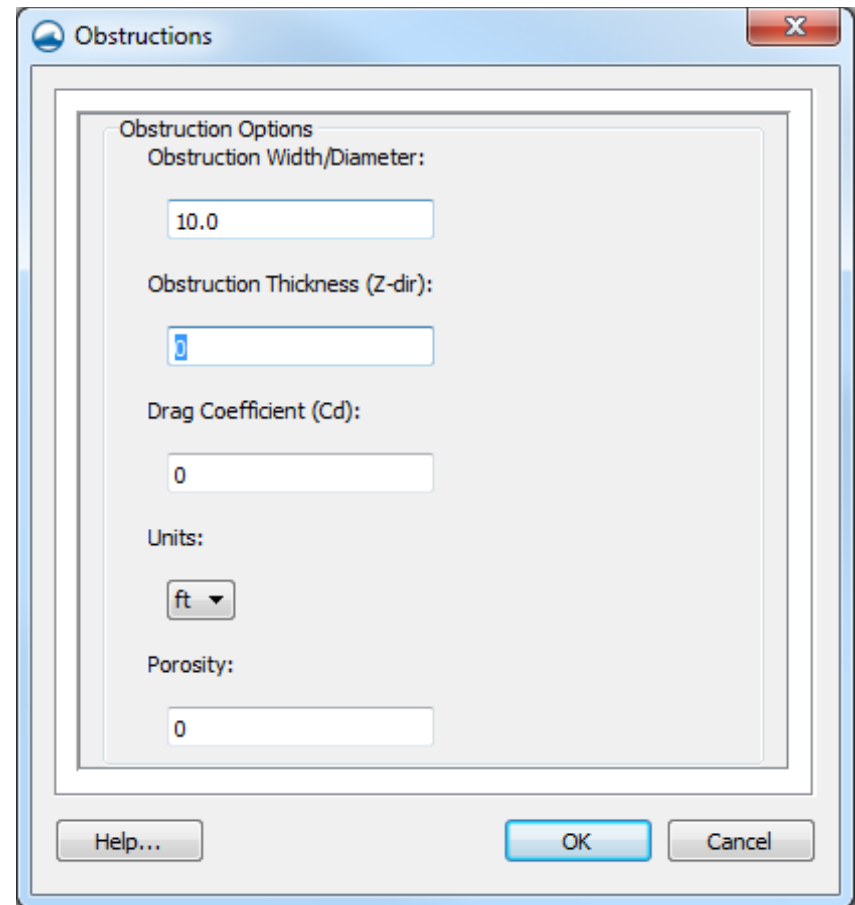 Obstructions
Obstruction Options
Obstruction Width/Diameter:
10.0
Obstruction Thickness (Z-dir):
0
Drag Coefficient (Cd):
0
Units:
ft
Porosity:
0
Help...
OK
Cancel